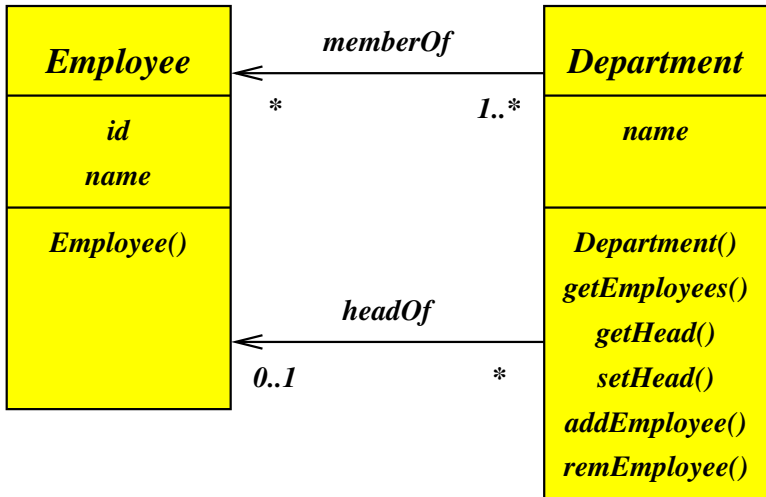 Employee
id
name
Employee()
memberOf
*
1..*
headOf
0..1
*
Department
name
Department()
getEmployees()
getHead()
setHead()
addEmployee()
remEmployee()